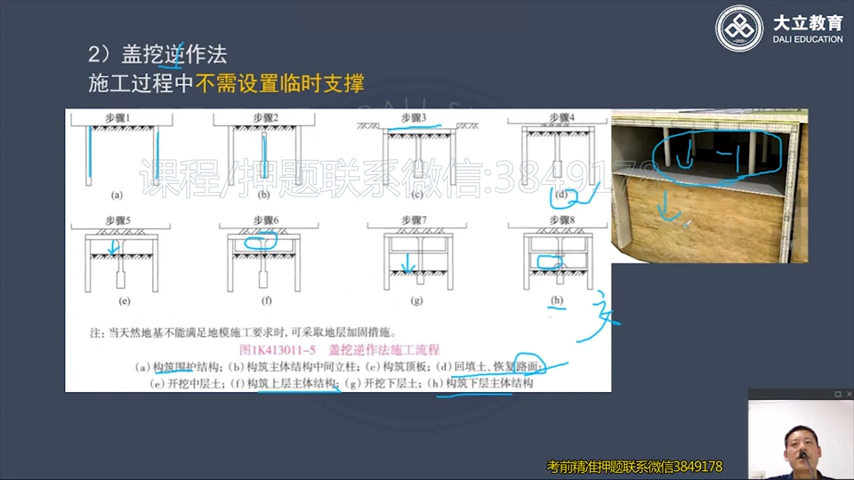 大立教育
DALI EDUCATION
2）盖挖逆作法
施工过程中不需设置临时支撑
步骤1 步骤2 步骤3 步骤4
课程/押题联系微信:3849178
(a) (b) (c) (d)
步骤5 步骤6 步骤7 步骤8
(e) (f) (g) (h)
注：当天然地基不能满足地模施工要求时,可采取地层加固措施。
图1K413011-5 盖挖逆作法施工流程
(a) 构筑围护结构；(b) 构筑主体结构中间立柱；(c) 构筑顶板；(d) 回填土、恢复路面；
(e) 开挖中层土；(f) 构筑上层主体结构；(g) 开挖下层土；(h) 构筑下层主体结构
考前精准押题联系微信3849178